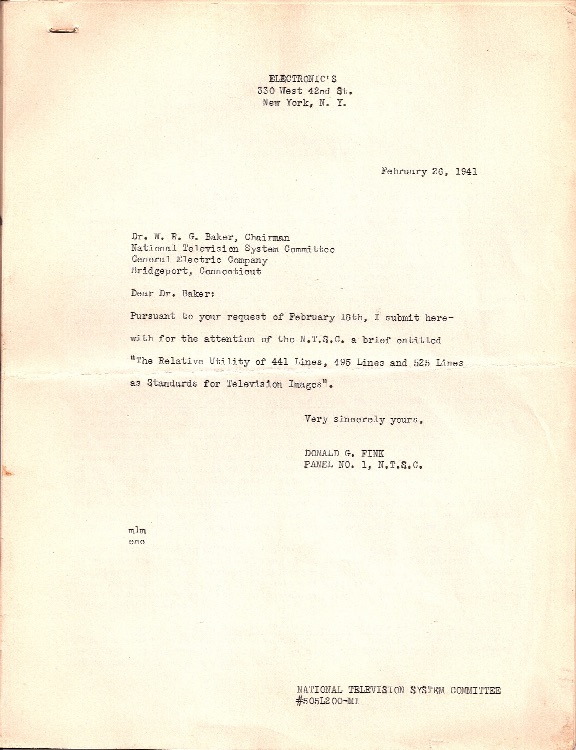 ELECTRONIC'S
330 West 42nd St.
New York, N. Y.
February 26, 1941
Dr. W. R. G. Baker, Chairman
National Television System Committee
General Electric Company
Bridgeport, Connecticut
Dear Dr. Baker:
Pursuant to your request of February 18th, I submit here-
with for the attention of the N.T.S.C. a brief entitled
"The Relative Utility of 441 Lines, 495 Lines and 525 Lines
as Standards for Television Images".
Very sincerely yours,
DONALD G. FINK
PANEL NO. 1, N.T.S.C.
mlm
NATIONAL TELEVISION SYSTEM COMMITTEE